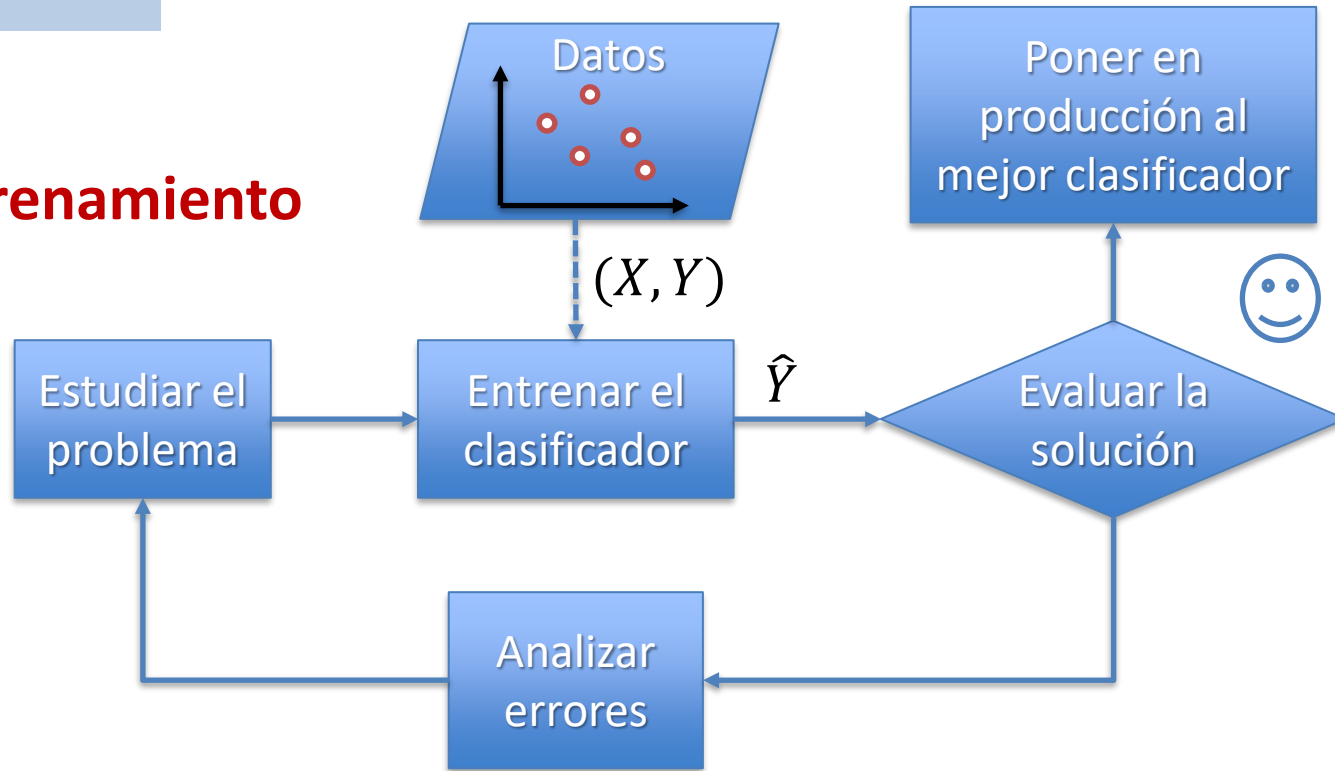 Datos
Poner en
producción al
mejor clasificador
renamiento
(X, Y)
Estudiar el
problema
Entrenar el
clasificador
Ŷ
Evaluar la
solución
Analizar
errores